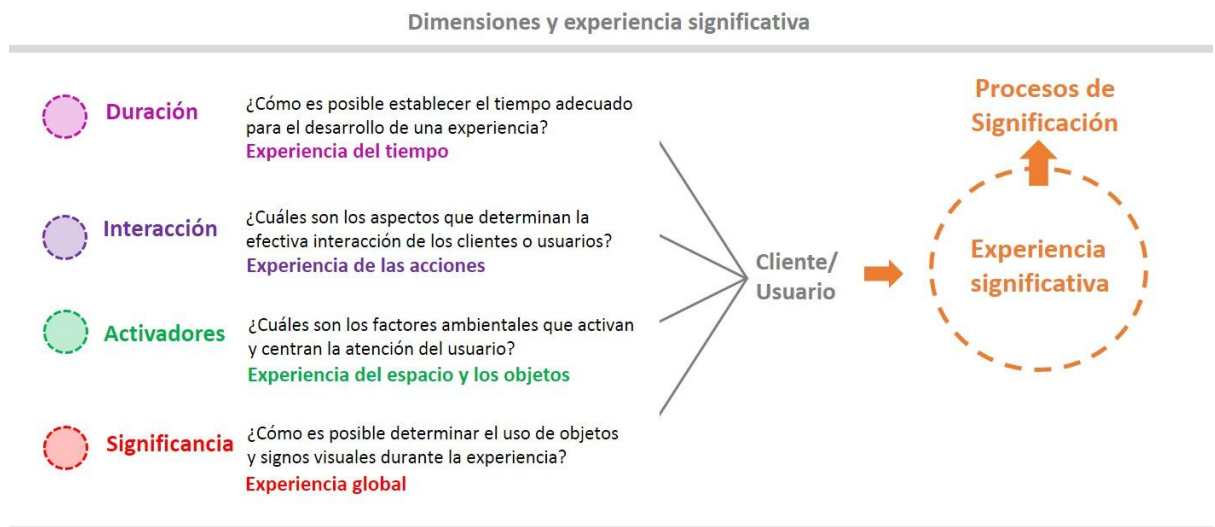 Dimensiones y experiencia significativa
Duración
¿Cómo es posible establecer el tiempo adecuado
para el desarrollo de una experiencia?
Experiencia del tiempo
Interacción
¿Cuáles son los aspectos que determinan la
efectiva interacción de los clientes o usuarios?
Experiencia de las acciones
Activadores
¿Cuáles son los factores ambientales que activan
y centran la atención del usuario?
Experiencia del espacio y los objetos
Significancia
¿Cómo es posible determinar el uso de objetos
y signos visuales durante la experiencia?
Experiencia global
Cliente/
Usuario
Procesos de
Significación
Experiencia
significativa